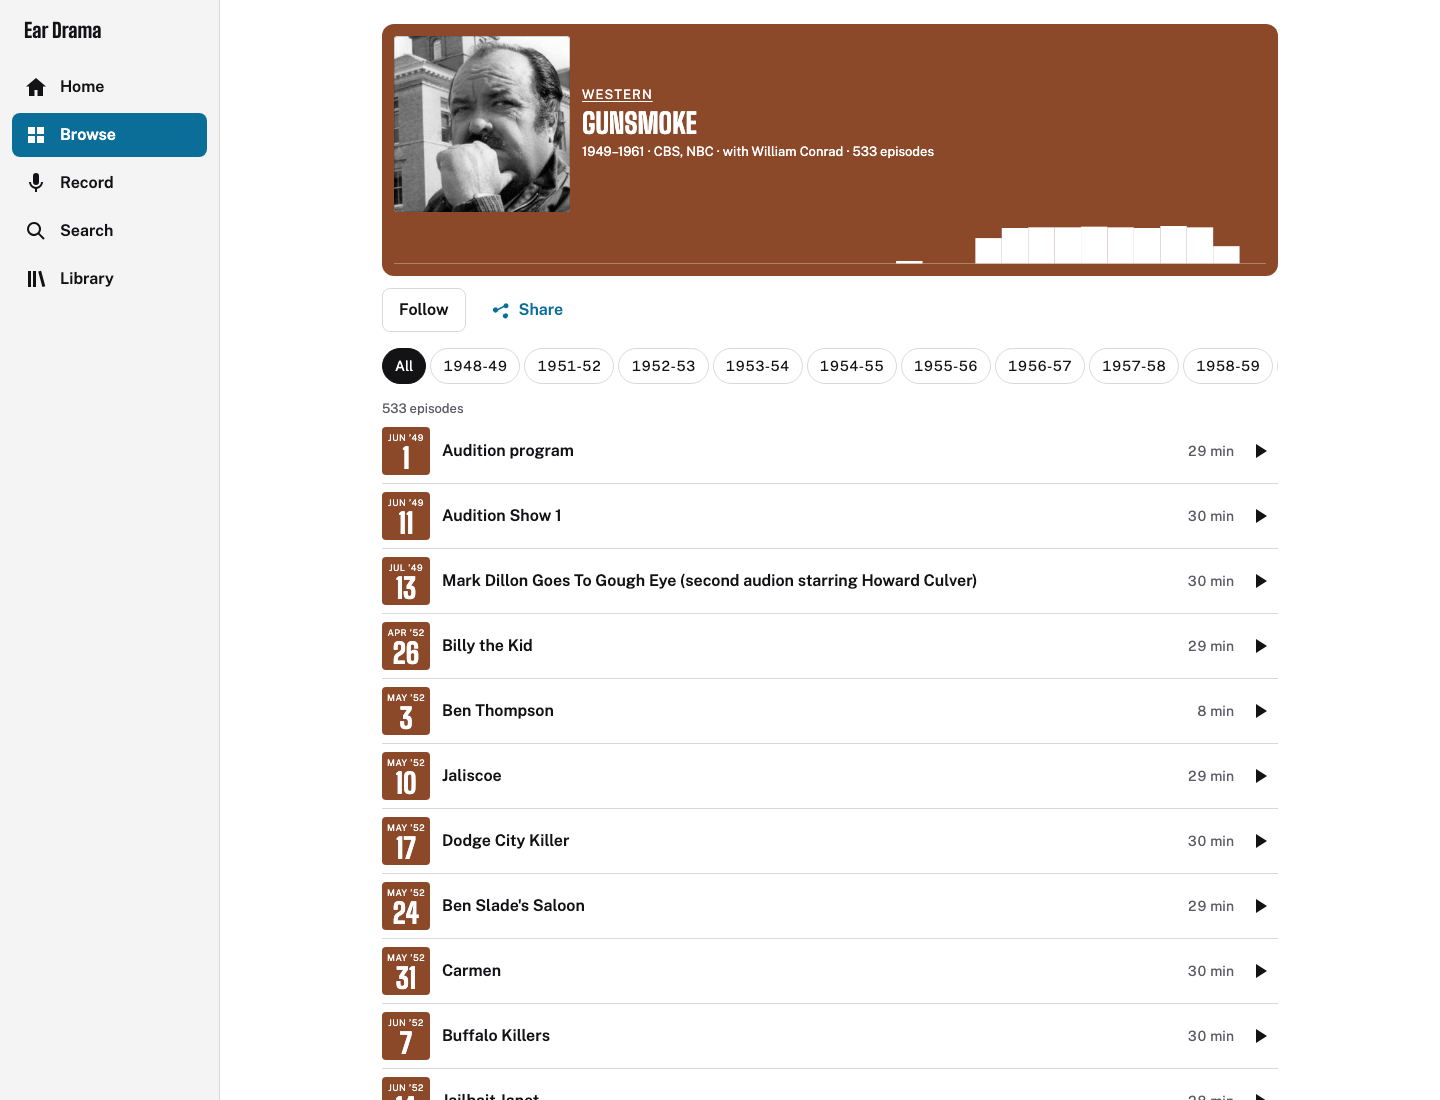 Ear Drama
Home
Browse
Record
Search
Library
WESTERN
GUNSMOKE
1949–1961 · CBS, NBC · with William Conrad · 533 episodes
Follow
Share
All
1948-49
1951-52
1952-53
1953-54
1954-55
1955-56
1956-57
1957-58
1958-59
533 episodes
JUN '49
1
Audition program
29 min
JUN '49
11
Audition Show 1
30 min
JUL '49
13
Mark Dillon Goes To Gough Eye (second audion starring Howard Culver)
30 min
APR '52
26
Billy the Kid
29 min
MAY '52
3
Ben Thompson
8 min
MAY '52
10
Jaliscoe
29 min
MAY '52
17
Dodge City Killer
30 min
MAY '52
24
Ben Slade's Saloon
29 min
MAY '52
31
Carmen
30 min
JUN '52
7
Buffalo Killers
30 min
JUN '52
Jailbait Janet